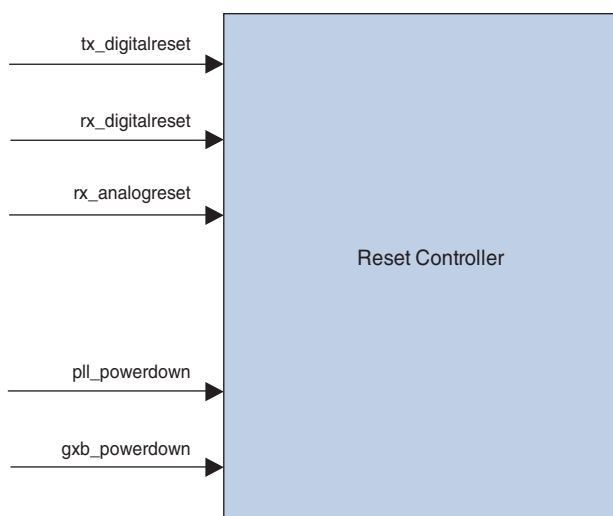 tx_digitalreset
rx_digitalreset
rx_analogreset
Reset Controller
pll_powerdown
gxb_powerdown